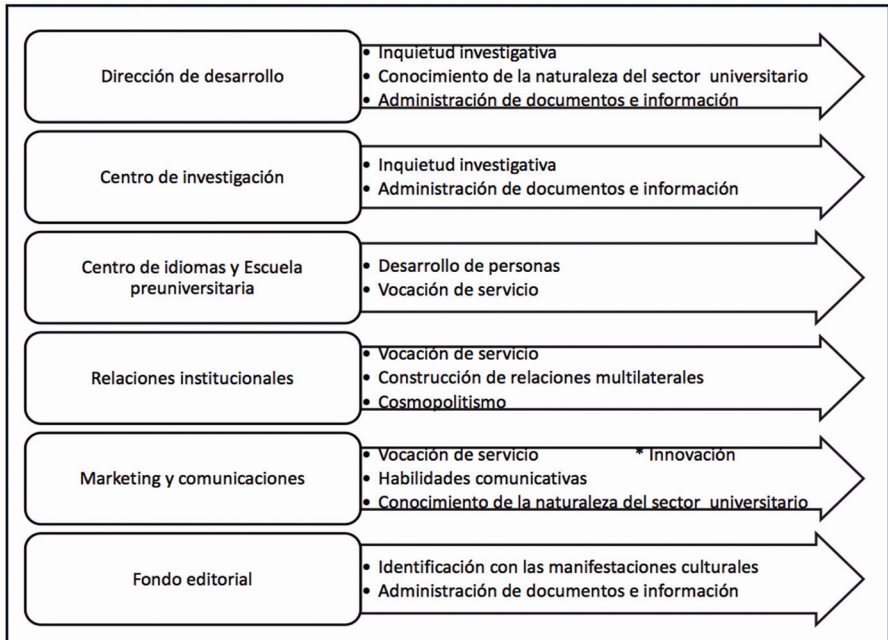 Dirección de desarrollo
• Inquietud investigativa
• Conocimiento de la naturaleza del sector universitario
• Administración de documentos e información
Centro de investigación
• Inquietud investigativa
• Administración de documentos e información
Centro de idiomas y Escuela
preuniversitaria
• Desarrollo de personas
• Vocación de servicio
Relaciones institucionales
• Vocación de servicio
• Construcción de relaciones multilaterales
• Cosmopolitismo
Marketing y comunicaciones
• Vocación de servicio * Innovación
• Habilidades comunicativas
• Conocimiento de la naturaleza del sector universitario
Fondo editorial
• Identificación con las manifestaciones culturales
• Administración de documentos e información